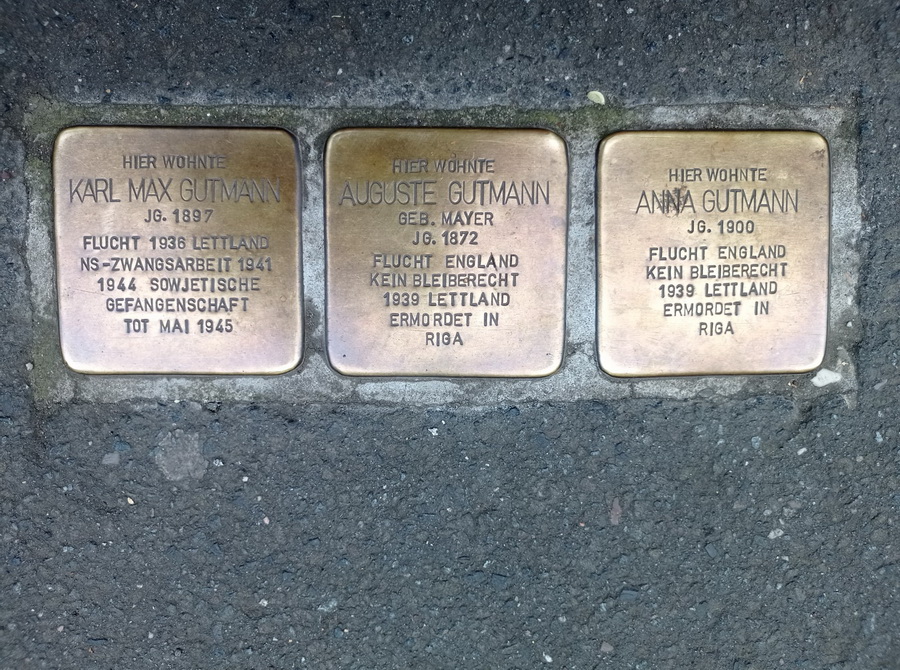 HIER WOHNTE
KARL MAX GUTMANN
JG. 1897
FLUCHT 1936 LETTLAND
NS-ZWANGSARBEIT 1941
1944 SOWJETISCHE
GEFANGENSCHAFT
TOT MAI 1945
HIER WOHNTE
AUGUSTE GUTMANN
GEB. MAYER
JG. 1872
FLUCHT ENGLAND
KEIN BLEIBERECHT
1939 LETTLAND
ERMORDET IN
RIGA
HIER WOHNTE
ANNA GUTMANN
JG. 1900
FLUCHT ENGLAND
KEIN BLEIBERECHT
1939 LETTLAND
ERMORDET IN
RIGA